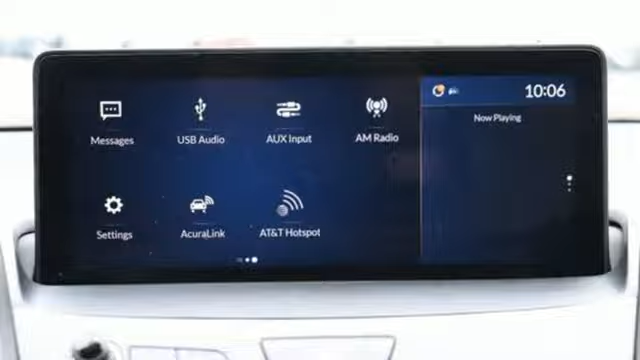 10:06
Messages
USB Audio
AUX Input
AM Radio
Now Playing
Settings
AcuraLink
AT&T Hotspot